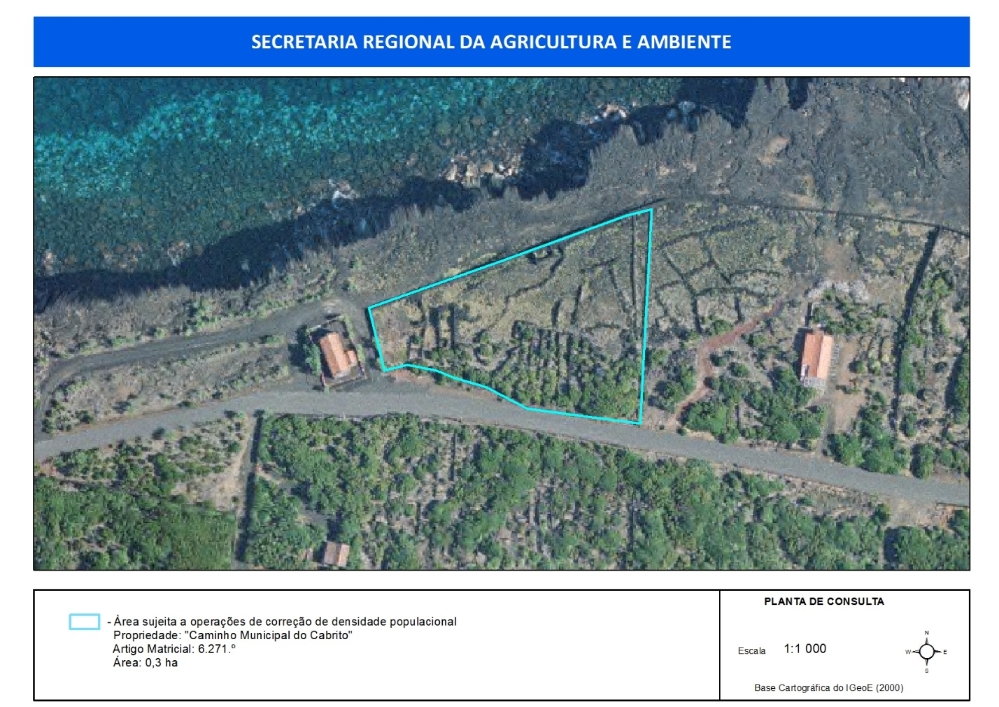 SECRETARIA REGIONAL DA AGRICULTURA E AMBIENTE
- Àrea sujeita a operações de correção de densidade populacional
Propriedade: "Caminho Municipal do Cabrito"
Artigo Matricial: 6.271.º
Área: 0,3 ha
PLANTA DE CONSULTA
Escala 1:1 000
N
W E
S
Base Cartográfica do IGeoE (2000)